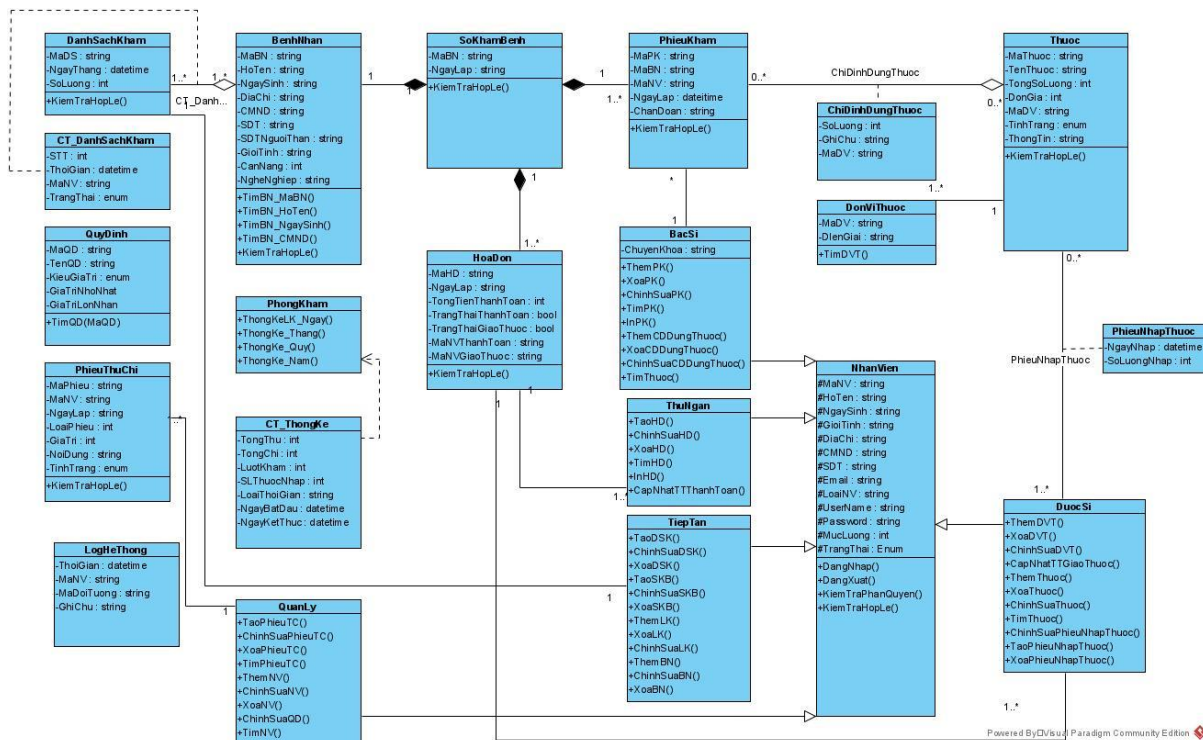 DanhSachKham
-MaDS : string
-NgayThang : datetime
-SoLuong : int
+KiemTraHopLe()
1..*
1..*
CT_Danh...
BenhNhan
-MaBN : string
-HoTen : string
-NgaySinh : string
-DiaChi : string
-CMND : string
-SDT : string
-SDTNguoiThan : string
-GioiTinh : string
-CanNang : int
-NgheNghiep : string
+TimBN_MaBN()
+TimBN_HoTen()
+TimBN_NgaySinh()
+TimBN_CMND()
+KiemTraHopLe()
1
1
SoKhamBenh
-MaBN : string
-NgayLap : string
+KiemTraHopLe()
1
1..*
1
1..*
PhieuKham
-MaPK : string
-MaBN : string
-MaNV : string
-NgayLap : dateitime
-ChanDoan : string
+KiemTraHopLe()
0..*
ChiDinhDungThuoc
0..*
*
1
Thuoc
-MaThuoc : string
-TenThuoc : string
-TongSoLuong : int
-DonGia : int
-MaDV : string
-TinhTrang : enum
-ThongTin : string
+KiemTraHopLe()
ChiDinhDungThuoc
-SoLuong : int
-GhiChu : string
-MaDV : string
CT_DanhSachKham
-STT : int
-ThoiGian : datetime
-MaNV : string
-TrangThai : enum
DonViThuoc
-MaDV : string
-DIenGiai : string
+TimDVT()
1..*
1
QuyDinh
-MaQD : string
-TenQD : string
-KieuGiaTri : enum
-GiaTriNhoNhat
-GiaTriLonNhan
+TimQD(MaQD)
BacSi
-ChuyenKhoa : string
+ThemPK()
+XoaPK()
+ChinhSuaPK()
+TimPK()
+InPK()
+ThemCDDungThuoc()
+XoaCDDungThuoc()
+ChinhSuaCDDungThuoc()
+TimThuoc()
HoaDon
-MaHD : string
-NgayLap : string
-TongTienThanhToan : int
-TrangThaiThanhToan : bool
-TrangThaiGiaoThuoc : bool
-MaNVThanhToan : string
-MaNVGiaoThuoc : string
+KiemTraHopLe()
1
1
PhongKham
+ThongKeLK_Ngay()
+ThongKe_Thang()
+ThongKe_Quy()
+ThongKe_Nam()
0..*
PhieuNhapThuoc
PhieuNhapThuoc
-NgayNhap : datetime
-SoLuongNhap : int
1..*
PhieuThuChi
-MaPhieu : string
-MaNV : string
-NgayLap : string
-LoaiPhieu : int
-GiaTri : int
-NoiDung : string
-TinhTrang : enum
+KiemTraHopLe()
..*
1
NhanVien
#MaNV : string
#HoTen : string
#NgaySinh : string
#GioiTinh : string
#DiaChi : string
#CMND : string
#SDT : string
#Email : string
#LoaiNV : string
#UserName : string
#Password : string
#MucLuong : int
#TrangThai : Enum
+DangNhap()
+DangXuat()
+KiemTraPhanQuyen()
+KiemTraHopLe()
ThuNgan
+TaoHD()
+ChinhSuaHD()
+XoaHD()
+TimHD()
+InHD()
+CapNhatTTThanhToan()
1..*
CT_ThongKe
-TongThu : int
-TongChi : int
-LuotKham : int
-SLThuocNhap : int
-LoaiThoiGian : string
-NgayBatDau : datetime
-NgayKetThuc : datetime
TiepTan
+TaoDSK()
+ChinhSuaDSK()
+XoaDSK()
+TaoSKB()
+ChinhSuaSKB()
+XoaSKB()
+ThemLK()
+XoaLK()
+ChinhSuaLK()
+ThemBN()
+ChinhSuaBN()
+XoaBN()
1
DuocSi
+ThemDVT()
+XoaDVT()
+ChinhSuaDVT()
+CapNhatTTGiaoThuoc()
+ThemThuoc()
+XoaThuoc()
+ChinhSuaThuoc()
+TimThuoc()
+ChinhSuaPhieuNhapThuoc()
+TaoPhieuNhapThuoc()
+XoaPhieuNhapThuoc()
1..*
LogHeThong
-ThoiGian : datetime
-MaNV : string
-MaDoiTuong : string
-GhiChu : string
QuanLy
+TaoPhieuTC()
+ChinhSuaPhieuTC()
+XoaPhieuTC()
+TimPhieuTC()
+ThemNV()
+ChinhSuaNV()
+XoaNV()
+ChinhSuaQD()
+TimNV()
Powered By Visual Paradigm Community Edition